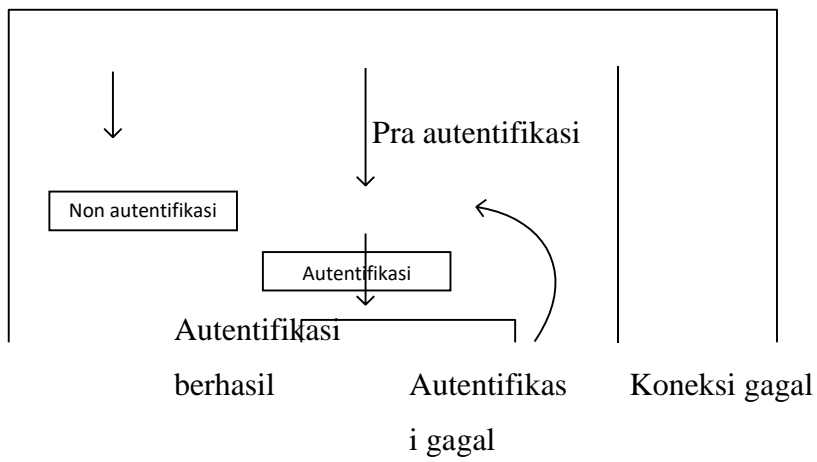 Pra autentifikasi
Non autentifikasi
Autentifikasi
Autentifikasi
berhasil
Autentifikas
i gagal
Koneksi gagal